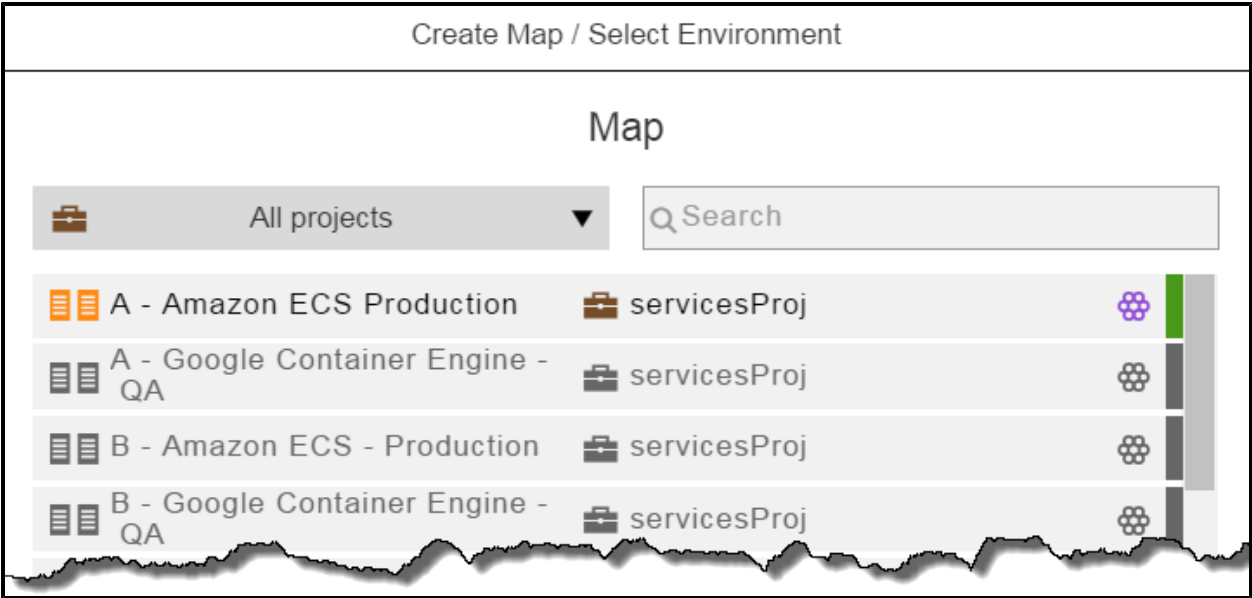 Create Map / Select Environment
Map
All projects
Search
A - Amazon ECS Production
servicesProj
A - Google Container Engine -
QA
servicesProj
B - Amazon ECS - Production
servicesProj
B - Google Container Engine -
QA
servicesProj